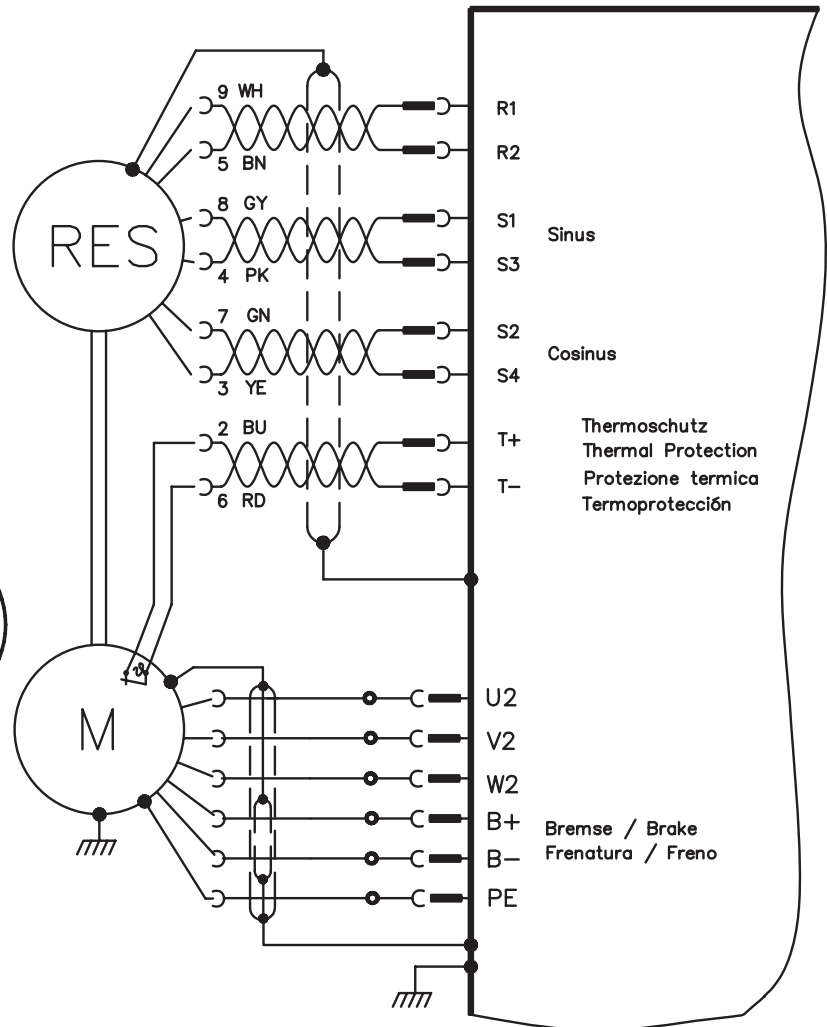 9 WH
R1
5 BN
R2
8 GY
S1
RES
Sinus
4 PK
S3
7 GN
S2
Cosinus
3 YE
S4
2 BU
T+
Thermoschutz
Thermal Protection
6 RD
T−
Protezione termica
Termoprotección
ϑ
M
U2
V2
W2
B+
Bremse / Brake
B−
Frenatura / Freno
PE